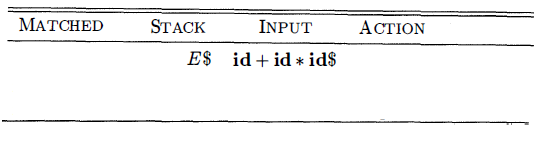 MATCHED STACK INPUT ACTION
E$ id + id * id$